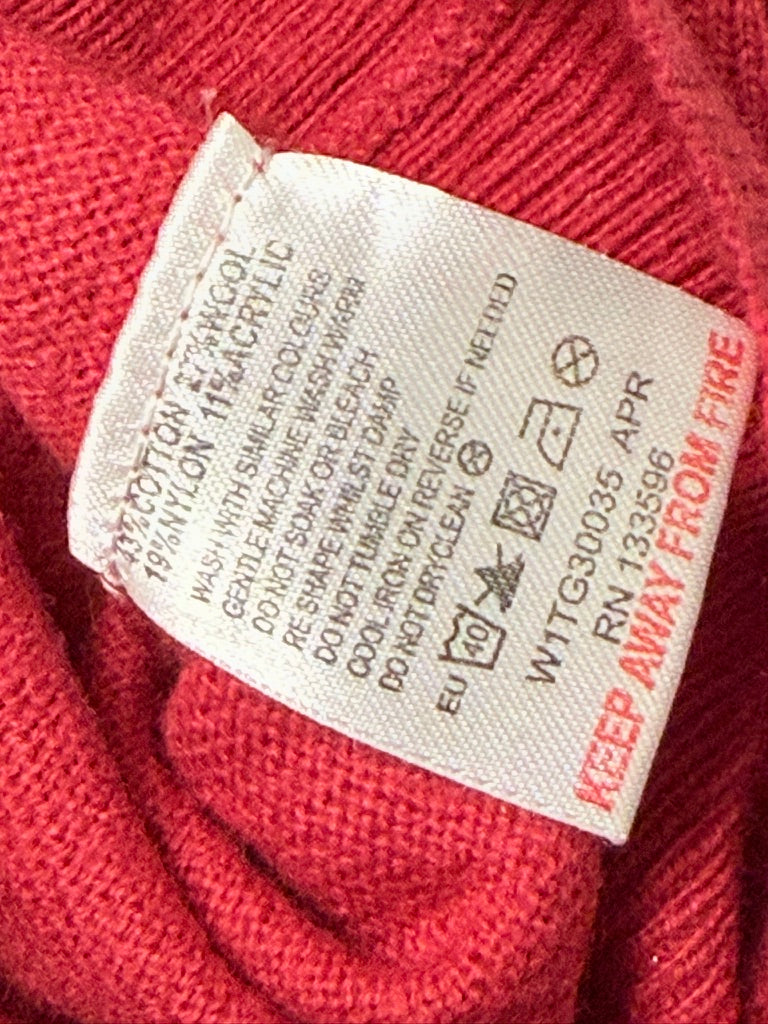 COTTON WOOL
19%NYLON 11%ACRYLIC
WASH WITH SIMILAR COLOURS
GENTLE MACHINE WASH WARM
DO NOT SOAK OR BLEACH
RE SHAPE WHILST DAMP
DO NOT TUMBLE DRY
COOL IRON ON REVERSE IF NEEDED
DO NOT DRYCLEAN
EU 40
W1TG30035 APR
RN 133596
KEEP AWAY FROM FIRE